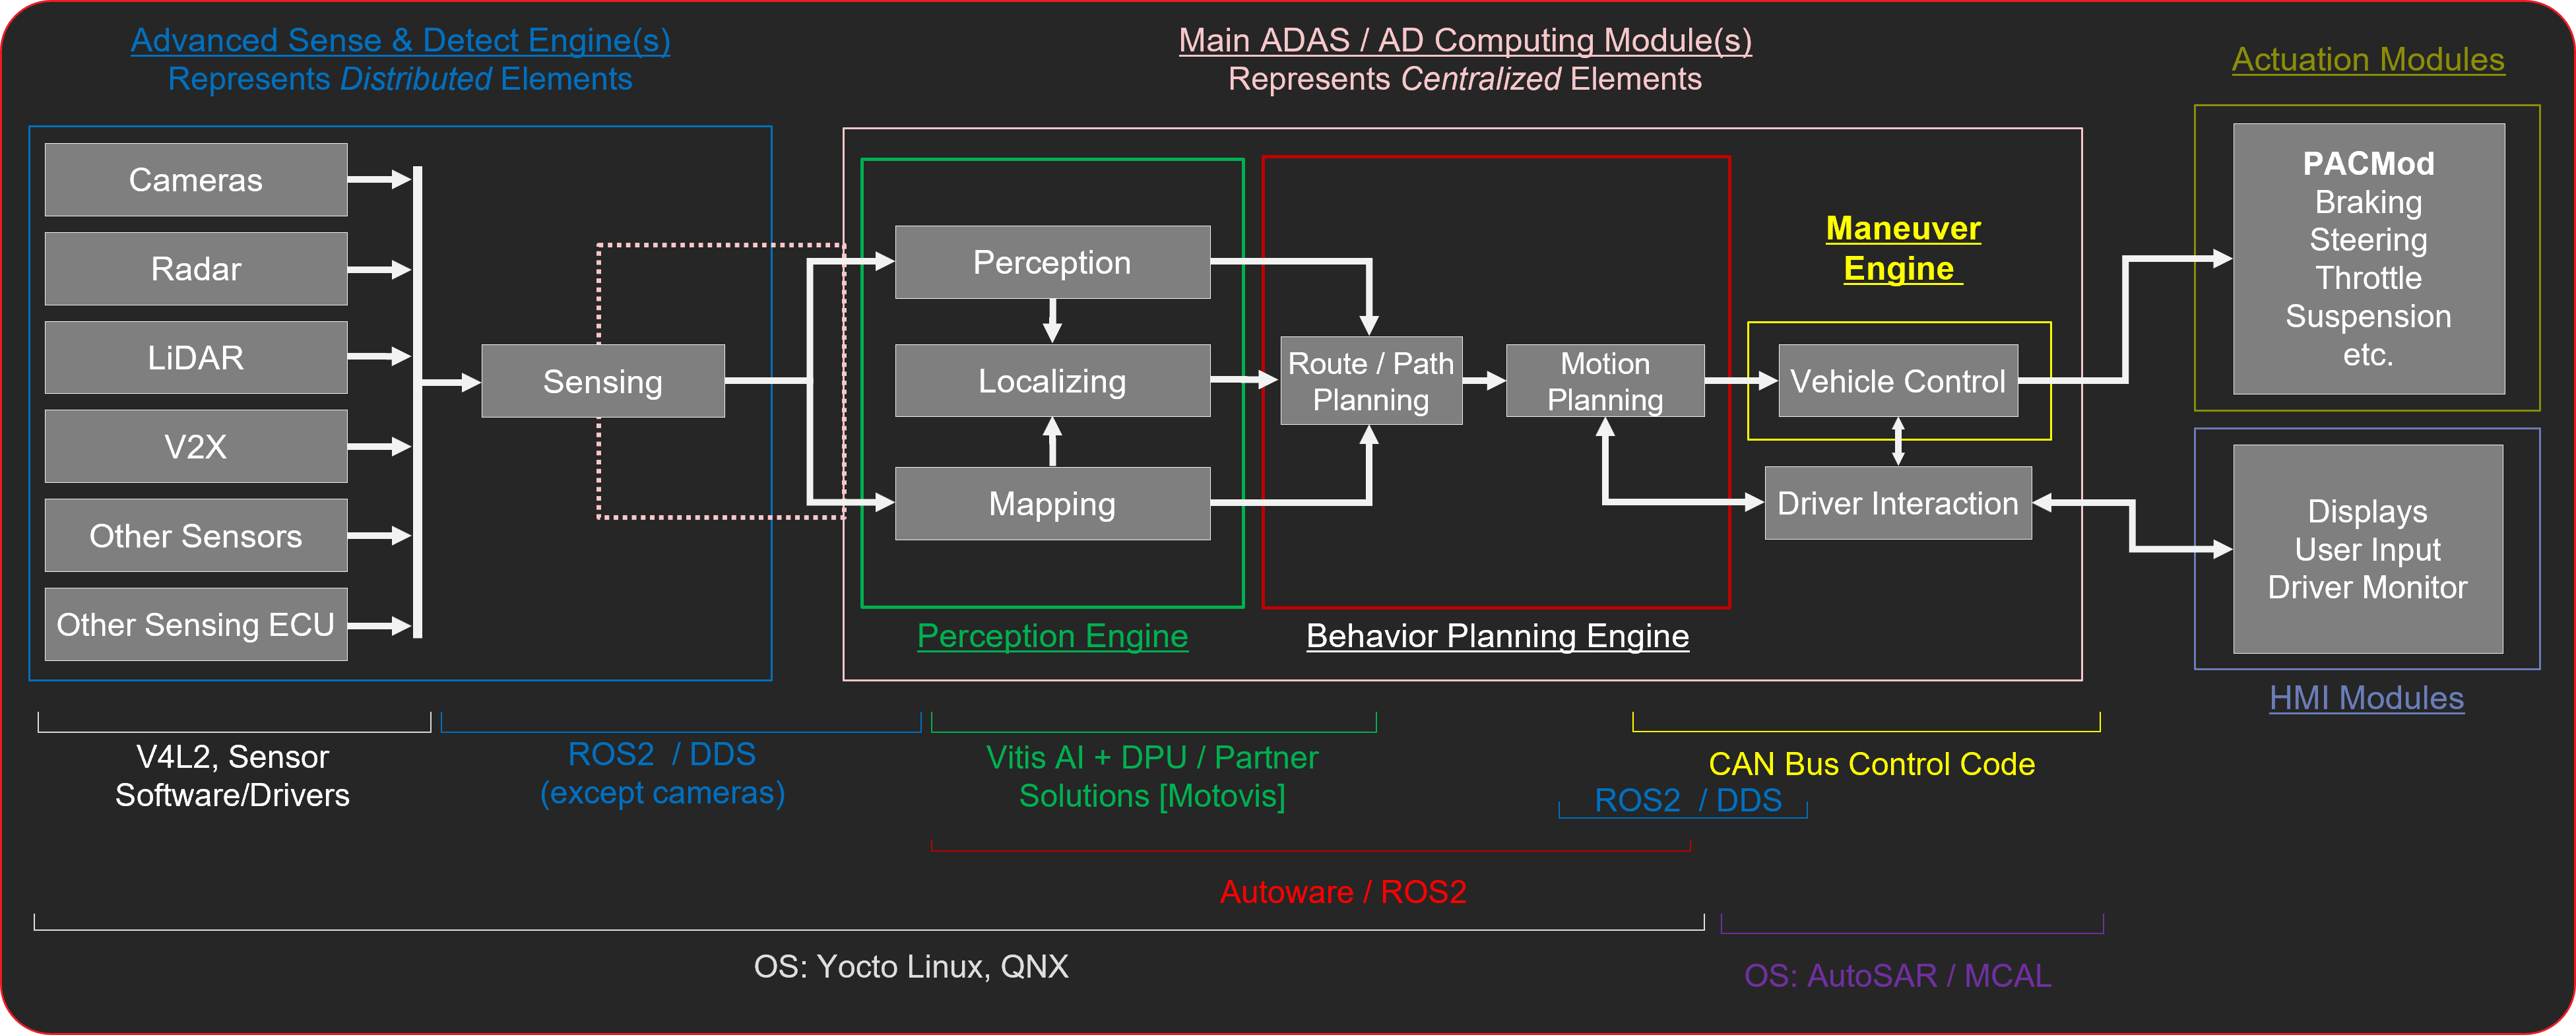 Advanced Sense & Detect Engine(s)
Represents Distributed Elements
Main ADAS / AD Computing Module(s)
Represents Centralized Elements
Actuation Modules
Cameras
Radar
LiDAR
V2X
Other Sensors
Other Sensing ECU
Sensing
Perception
Localizing
Mapping
Perception Engine
Route / Path
Planning
Motion
Planning
Behavior Planning Engine
Maneuver
Engine
Vehicle Control
Driver Interaction
PACMod
Braking
Steering
Throttle
Suspension
etc.
Displays
User Input
Driver Monitor
HMI Modules
V4L2, Sensor
Software/Drivers
ROS2 / DDS
(except cameras)
Vitis AI + DPU / Partner
Solutions [Motovis]
CAN Bus Control Code
ROS2 / DDS
Autoware / ROS2
OS: Yocto Linux, QNX
OS: AutoSAR / MCAL